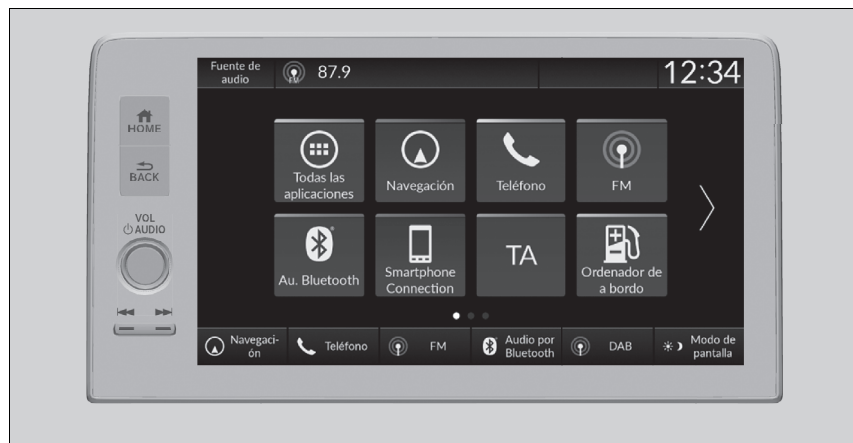 Fuente de
audio
FM
87.9
12:34
HOME
BACK
VOL
AUDIO
Todas las
aplicaciones
Navegación
Teléfono
FM
Au. Bluetooth
Smartphone
Connection
TA
Ordenador de
a bordo
Navegaci-
ón
Teléfono
FM
Audio por
Bluetooth
DAB
Modo de
pantalla